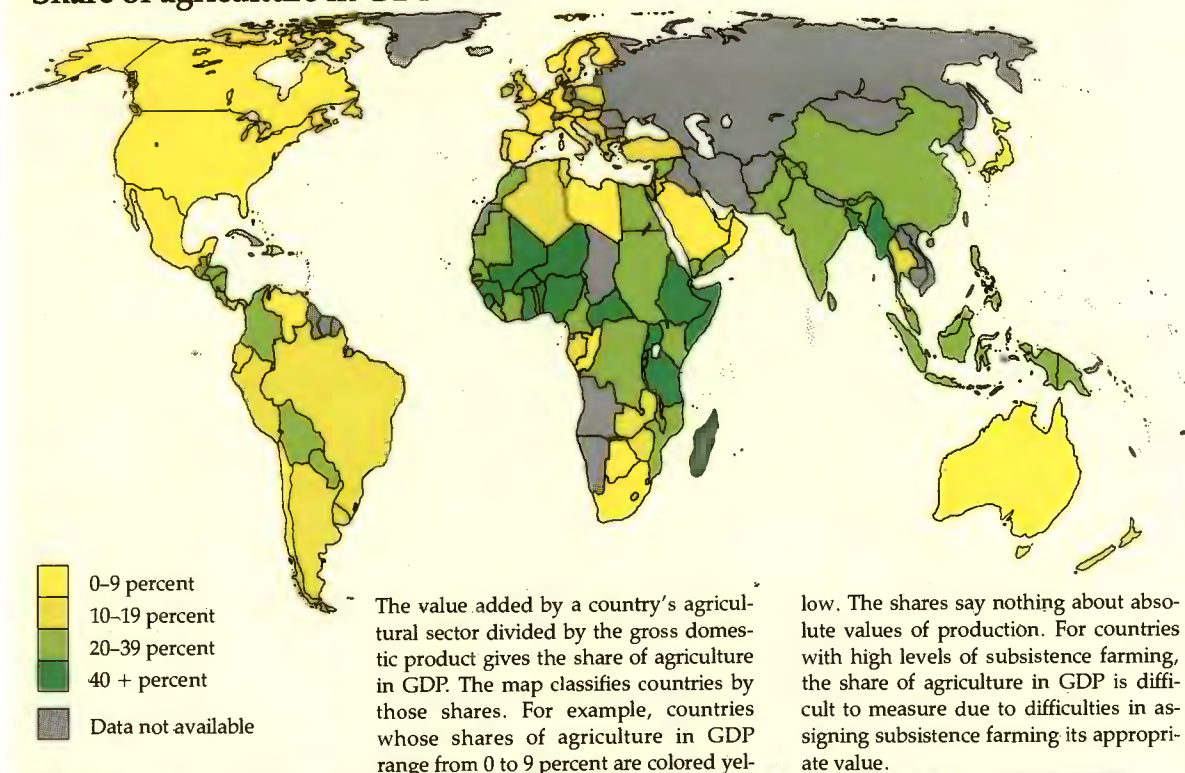 Share of agriculture in GDP
0–9 percent
10–19 percent
20–39 percent
40 + percent
Data not available
The value added by a country's agricul-
tural sector divided by the gross domes-
tic product gives the share of agriculture
in GDP. The map classifies countries by
those shares. For example, countries
whose shares of agriculture in GDP
range from 0 to 9 percent are colored yel-
low. The shares say nothing about abso-
lute values of production. For countries
with high levels of subsistence farming,
the share of agriculture in GDP is diffi-
cult to measure due to difficulties in as-
signing subsistence farming its appropri-
ate value.